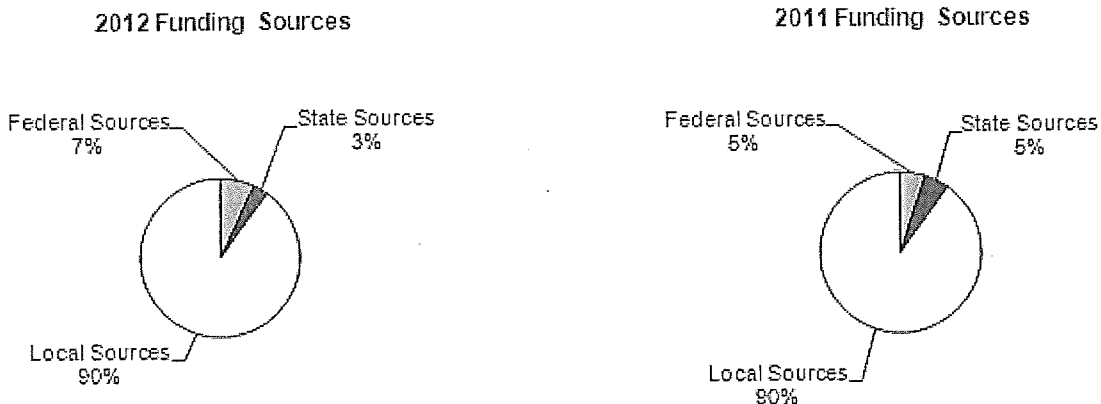 2012 Funding Sources
Federal Sources
7%
State Sources
3%
Local Sources
90%
2011 Funding Sources
Federal Sources
5%
State Sources
5%
Local Sources
90%